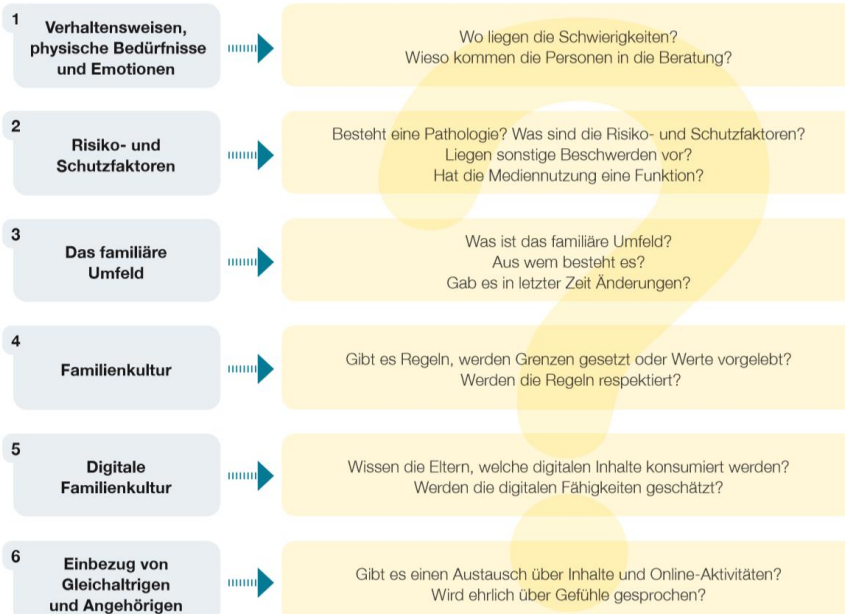 1
Verhaltensweisen,
physische Bedürfnisse
und Emotionen
Wo liegen die Schwierigkeiten?
Wieso kommen die Personen in die Beratung?
2
Risiko- und
Schutzfaktoren
Besteht eine Pathologie? Was sind die Risiko- und Schutzfaktoren?
Liegen sonstige Beschwerden vor?
Hat die Mediennutzung eine Funktion?
3
Das familiäre
Umfeld
Was ist das familiäre Umfeld?
Aus wem besteht es?
Gab es in letzter Zeit Änderungen?
4
Familienkultur
Gibt es Regeln, werden Grenzen gesetzt oder Werte vorgelebt?
Werden die Regeln respektiert?
5
Digitale
Familienkultur
Wissen die Eltern, welche digitalen Inhalte konsumiert werden?
Werden die digitalen Fähigkeiten geschätzt?
6
Einbezug von
Gleichaltrigen
und Angehörigen
Gibt es einen Austausch über Inhalte und Online-Aktivitäten?
Wird ehrlich über Gefühle gesprochen?